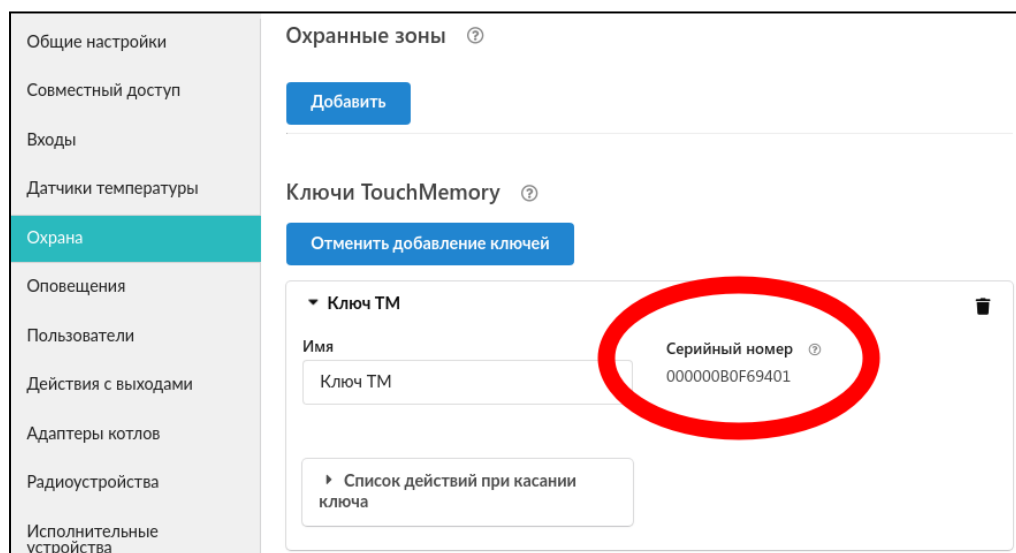 Общие настройки
Совместный доступ
Входы
Датчики температуры
Охрана
Оповещения
Пользователи
Действия с выходами
Адаптеры котлов
Радиоустройства
Исполнительные
устройства
Охранные зоны ?
Добавить
Ключи TouchMemory ?
Отменить добавление ключей
Ключ ТМ
Имя
Ключ ТМ
Серийный номер ?
000000B0F69401
Список действий при касании
ключа